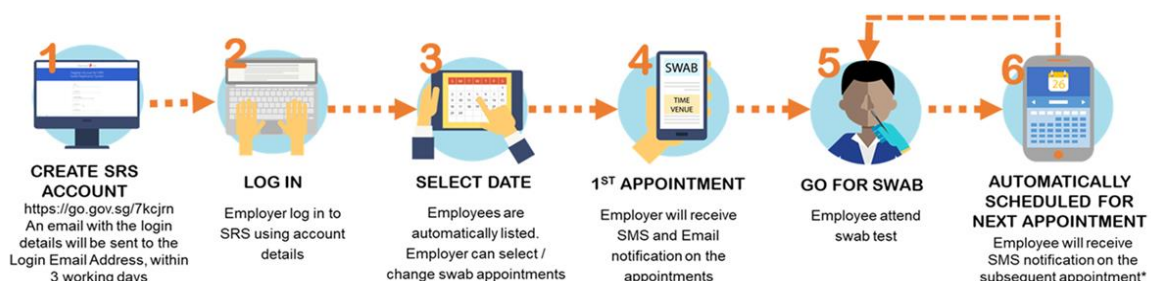 1
CREATE SRS
ACCOUNT
https://go.gov.sg/7kcjrn
An email with the login
details will be sent to the
Login Email Address, within
3 working days
2
LOG IN
Employer log in to
SRS using account
details
3
SELECT DATE
Employees are
automatically listed.
Employer can select /
change swab appointments
4
SWAB
TIME
VENUE
1ST APPOINTMENT
Employer will receive
SMS and Email
notification on the
appointments
5
GO FOR SWAB
Employee attend
swab test
6
26
AUTOMATICALLY
SCHEDULED FOR
NEXT APPOINTMENT
Employee will receive
SMS notification on the
subsequent appointment*